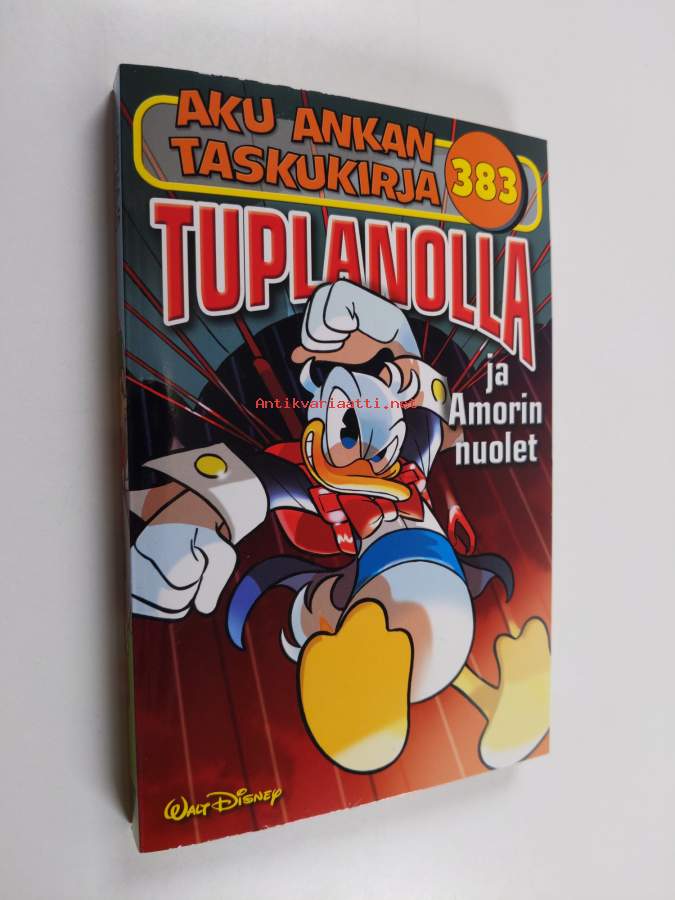 AKU ANKAN
TASKUKIRJA
383
TUPLANOLLA
ja
Amorin
nuolet
Antikvariaatti.net
WALT DISNEY